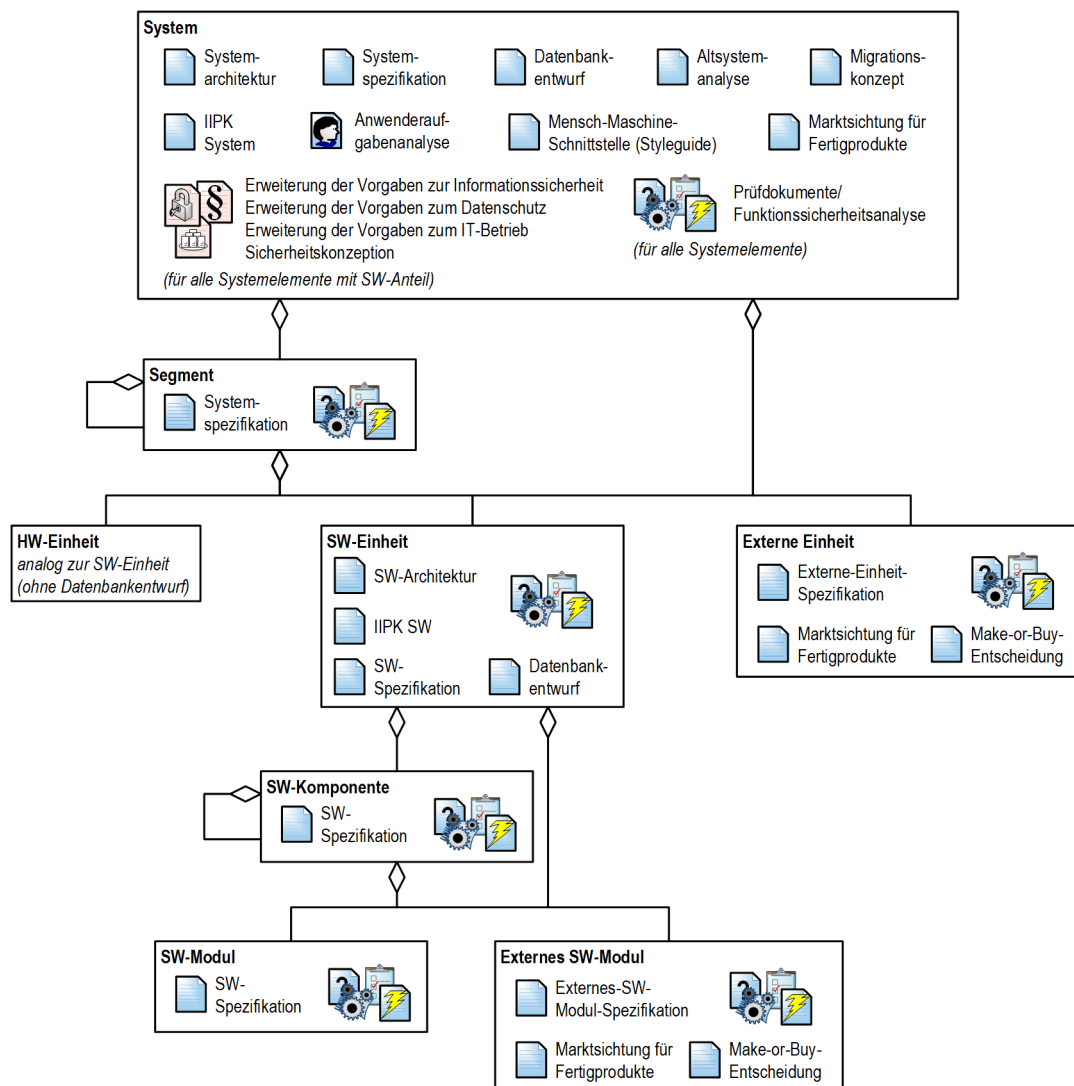 System
System-
architektur
System-
spezifikation
Datenbank-
entwurf
Altsystem-
analyse
Migrations-
konzept
IIPK
System
Anwenderauf-
gabenanalyse
Mensch-Maschine-
Schnittstelle (Styleguide)
Marktsichtung für
Fertigprodukte
Erweiterung der Vorgaben zur Informationssicherheit
Erweiterung der Vorgaben zum Datenschutz
Erweiterung der Vorgaben zum IT-Betrieb
Sicherheitskonzeption
(für alle Systemelemente mit SW-Anteil)
Prüfdokumente/
Funktionssicherheitsanalyse
(für alle Systemelemente)
Segment
System-
spezifikation
HW-Einheit
analog zur SW-Einheit
(ohne Datenbankentwurf)
SW-Einheit
SW-Architektur
IIPK SW
SW-
Spezifikation
Datenbank-
entwurf
Externe Einheit
Externe-Einheit-
Spezifikation
Marktsichtung für
Fertigprodukte
Make-or-Buy-
Entscheidung
SW-Komponente
SW-
Spezifikation
SW-Modul
SW-
Spezifikation
Externes SW-Modul
Externes-SW-
Modul-Spezifikation
Marktsichtung für
Fertigprodukte
Make-or-Buy-
Entscheidung